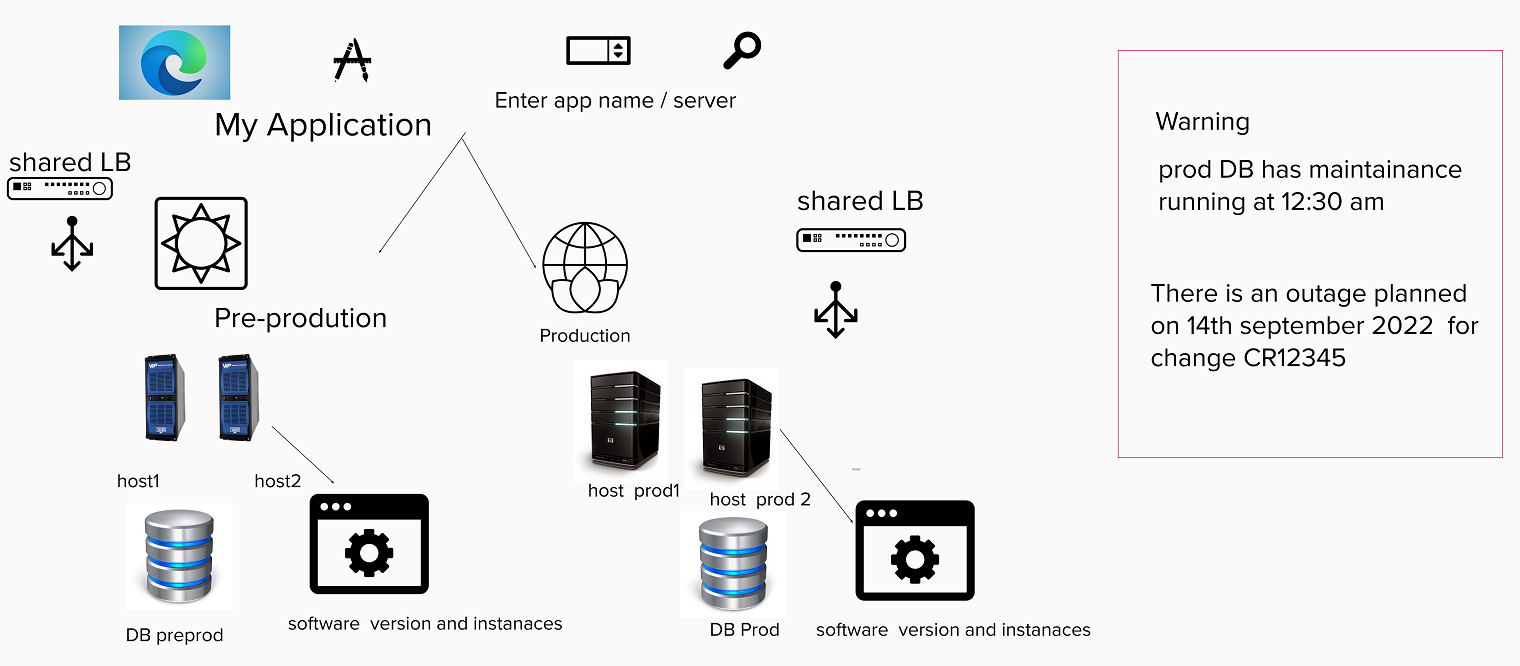 Enter app name / server
My Application
shared LB
shared LB
Pre-prodution
Production
host1
host2
host  prod1
host  prod 2
DB preprod
software  version and instanaces
DB Prod
software  version and instanaces
Warning
prod DB has maintainance
running at 12:30 am
There is an outage planned
on 14th september 2022  for
change CR12345